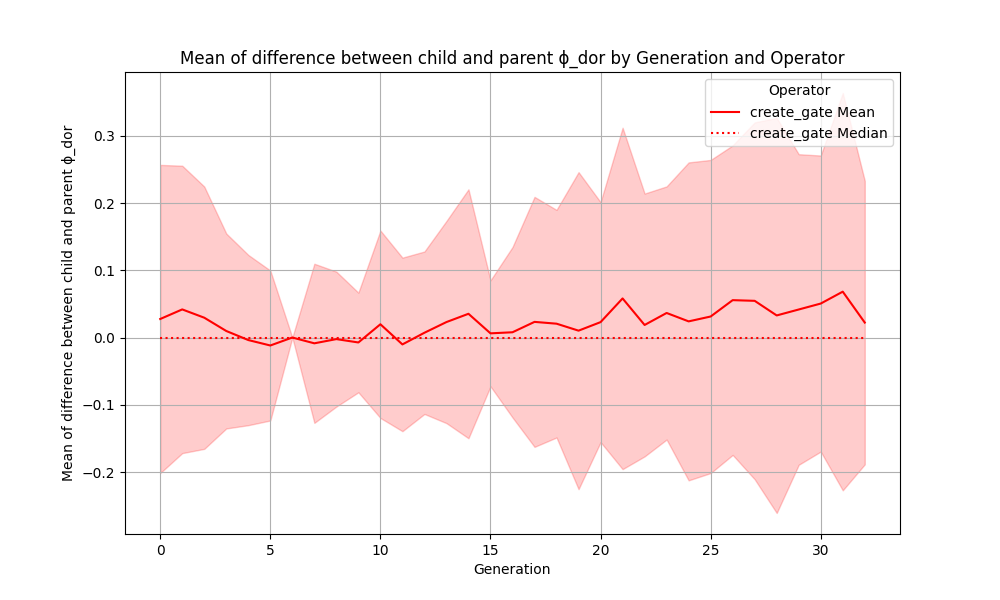 Mean of difference between child and parent ϕ_dor by Generation and Operator
Operator
create_gate Mean
create_gate Median
Mean of difference between child and parent ϕ_dor
0.3
0.2
0.1
0.0
−0.1
−0.2
0 5 10 15 20 25 30
Generation